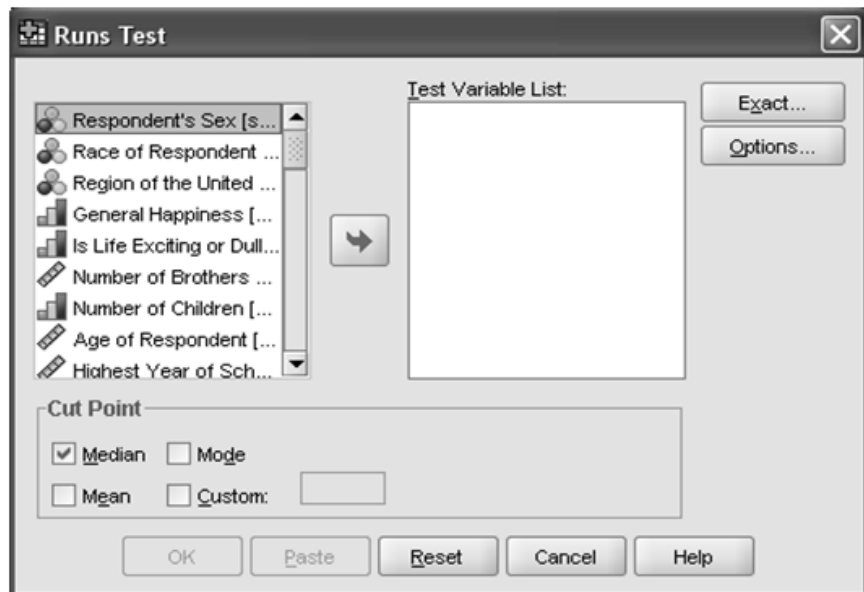 Runs Test
Test Variable List:
Respondent's Sex [s...
Race of Respondent ...
Region of the United ...
General Happiness [...
Is Life Exciting or Dull...
Number of Brothers ...
Number of Children [...
Age of Respondent [...
Highest Year of Sch...
Exact...
Options...
Cut Point
Median
Mode
Mean
Custom:
OK
Paste
Reset
Cancel
Help